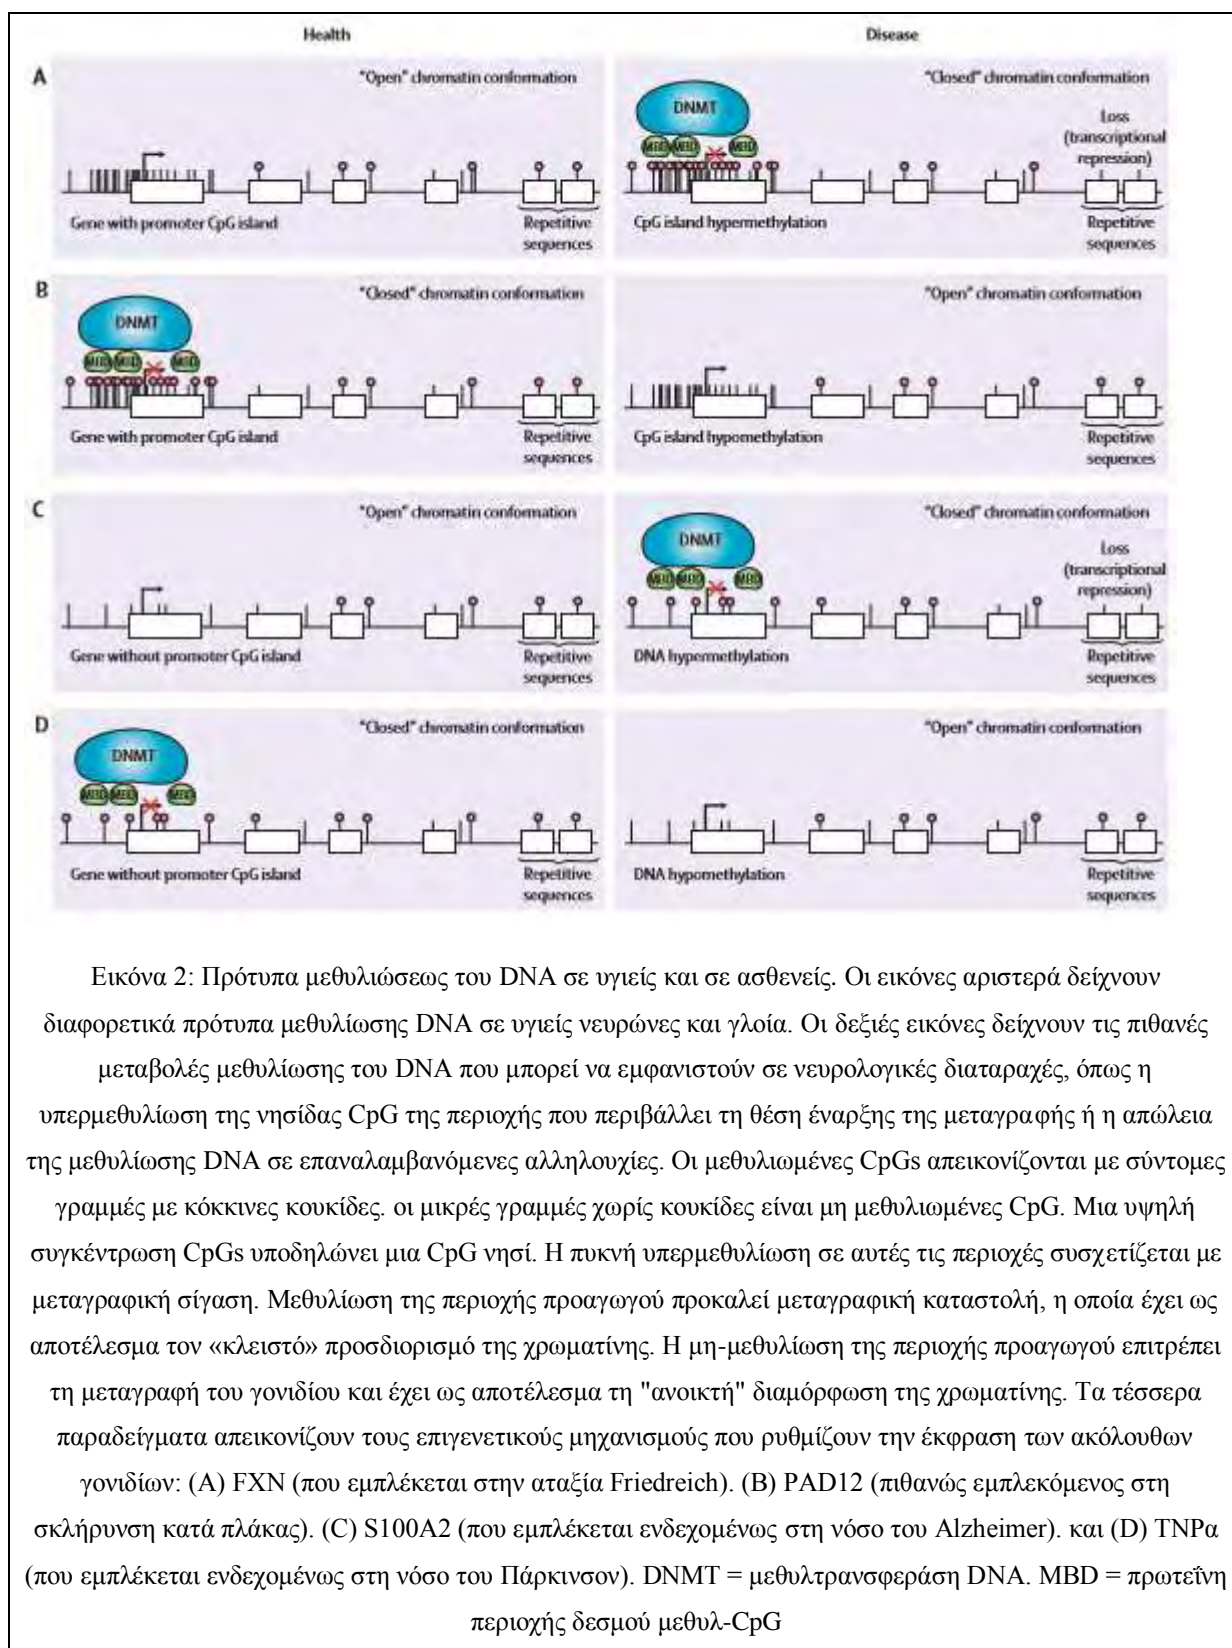 Health
Disease
A
"Open" chromatin conformation
Gene with promoter CpG island
Repetitive
sequences
"Closed" chromatin conformation
DNMT
MBD MBD MBD
Loss
(transcriptional
repression)
CpG island hypermethylation
Repetitive
sequences
B
"Closed" chromatin conformation
DNMT
MBD MBD MBD
Gene with promoter CpG island
Repetitive
sequences
"Open" chromatin conformation
CpG island hypomethylation
Repetitive
sequences
C
"Open" chromatin conformation
Gene without promoter CpG island
Repetitive
sequences
"Closed" chromatin conformation
DNMT
MBD MBD MBD
Loss
(transcriptional
repression)
DNA hypermethylation
Repetitive
sequences
D
"Closed" chromatin conformation
DNMT
MBD MBD MBD
Gene without promoter CpG island
Repetitive
sequences
"Open" chromatin conformation
DNA hypomethylation
Repetitive
sequences
Εικόνα 2: Πρότυπα μεθυλιώσεως του DNA σε υγιείς και σε ασθενείς. Οι εικόνες αριστερά δείχνουν
διαφορετικά πρότυπα μεθυλίωσης DNA σε υγιείς νευρώνες και γλοία. Οι δεξιές εικόνες δείχνουν τις πιθανές
μεταβολές μεθυλίωσης του DNA που μπορεί να εμφανιστούν σε νευρολογικές διαταραχές, όπως η
υπερμεθυλίωση της νησίδας CpG της περιοχής που περιβάλλει τη θέση έναρξης της μεταγραφής ή η απώλεια
της μεθυλίωσης DNA σε επαναλαμβανόμενες αλληλουχίες. Οι μεθυλιωμένες CpGs απεικονίζονται με σύντομες
γραμμές με κόκκινες κουκίδες. οι μικρές γραμμές χωρίς κουκίδες είναι μη μεθυλιωμένες CpG. Μια υψηλή
συγκέντρωση CpGs υποδηλώνει μια CpG νησί. Η πυκνή υπερμεθυλίωση σε αυτές τις περιοχές συσχετίζεται με
μεταγραφική σίγαση. Μεθυλίωση της περιοχής προαγωγού προκαλεί μεταγραφική καταστολή, η οποία έχει ως
αποτέλεσμα τον «κλειστό» προσδιορισμό της χρωματίνης. Η μη-μεθυλίωση της περιοχής προαγωγού επιτρέπει
τη μεταγραφή του γονιδίου και έχει ως αποτέλεσμα τη "ανοικτή" διαμόρφωση της χρωματίνης. Τα τέσσερα
παραδείγματα απεικονίζουν τους επιγενετικούς μηχανισμούς που ρυθμίζουν την έκφραση των ακόλουθων
γονιδίων: (A) FXN (που εμπλέκεται στην αταξία Friedreich). (B) PAD12 (πιθανώς εμπλεκόμενος στη
σκλήρυνση κατά πλάκας). (C) S100A2 (που εμπλέκεται ενδεχομένως στη νόσο του Alzheimer). και (D) TNPα
(που εμπλέκεται ενδεχομένως στη νόσο του Πάρκινσον). DNMT = μεθυλτρανσφεράση DNA. MBD = πρωτεΐνη
περιοχής δεσμού μεθυλ-CpG